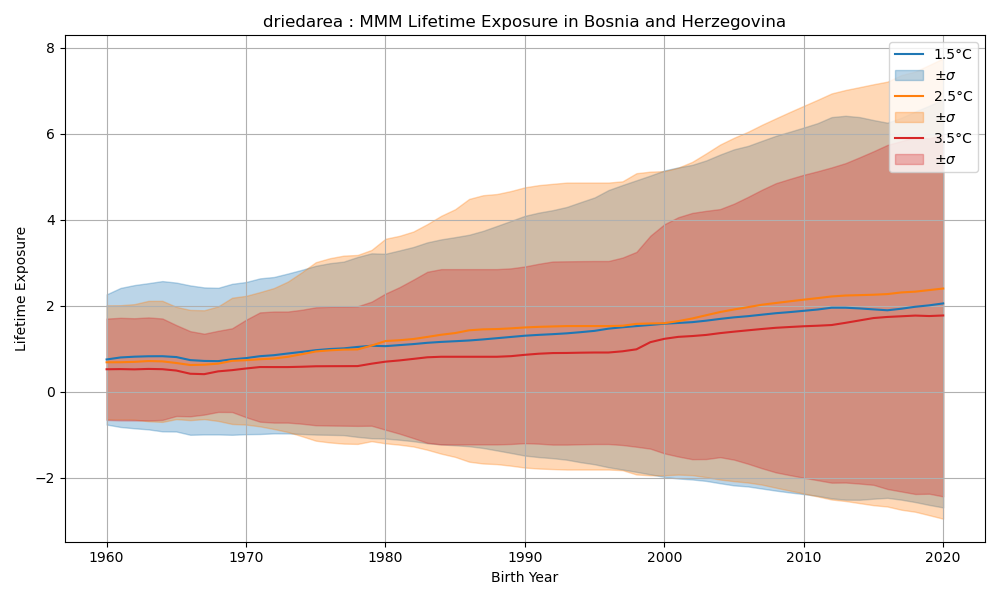 driedarea : MMM Lifetime Exposure in Bosnia and Herzegovina
8
6
4
2
0
−2
Lifetime Exposure
1960
1970
1980
1990
2000
2010
2020
Birth Year
1.5°C
±σ
2.5°C
±σ
3.5°C
±σ